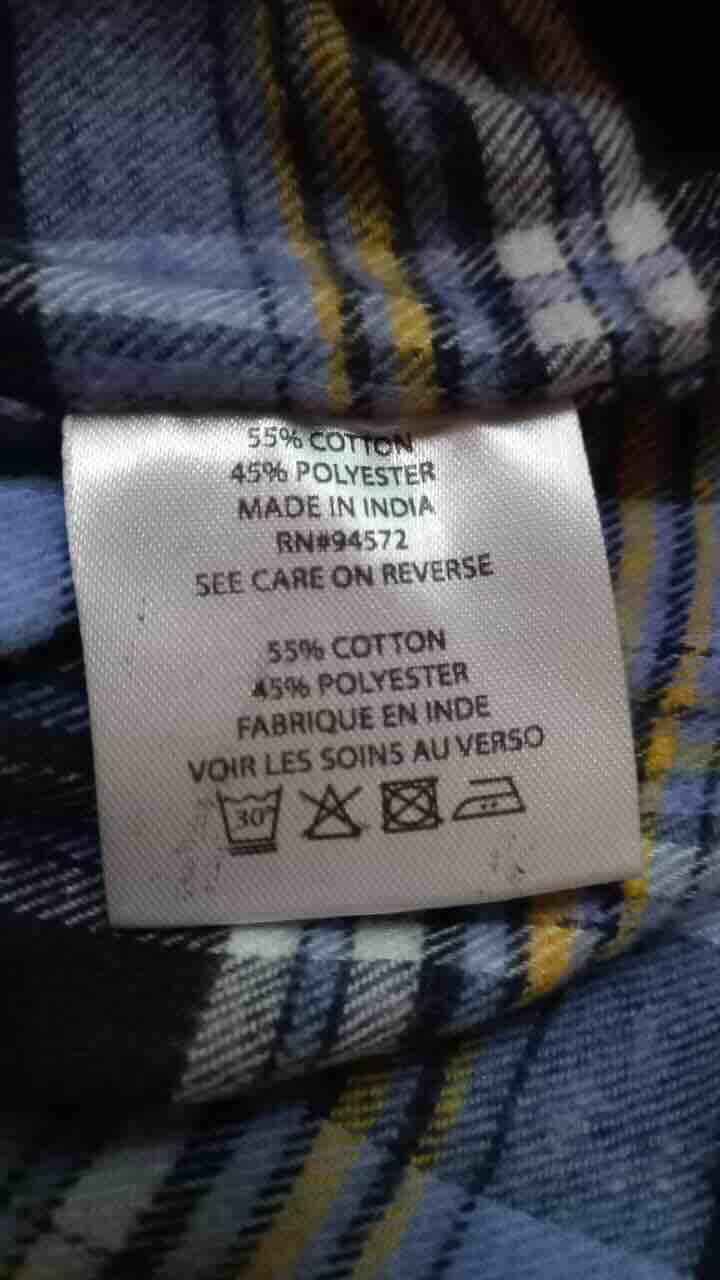 55% COTTON
45% POLYESTER
MADE IN INDIA
RN#94572
SEE CARE ON REVERSE
55% COTTON
45% POLYESTER
FABRIQUE EN INDE
VOIR LES SOINS AU VERSO
30°